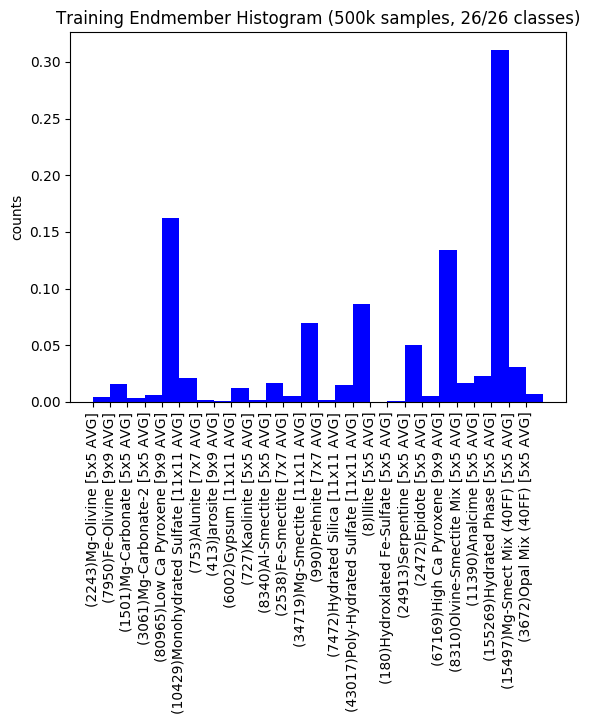 Training Endmember Histogram (500k samples, 26/26 classes)
counts
0.30
0.25
0.20
0.15
0.10
0.05
0.00
(2243)Mg-Olivine [5x5 AVG]
(7950)Fe-Olivine [9x9 AVG]
(1501)Mg-Carbonate [5x5 AVG]
(3061)Mg-Carbonate-2 [5x5 AVG]
(80965)Low Ca Pyroxene [9x9 AVG]
(10429)Monohydrated Sulfate [11x11 AVG]
(753)Alunite [7x7 AVG]
(413)Jarosite [9x9 AVG]
(6002)Gypsum [11x11 AVG]
(727)Kaolinite [5x5 AVG]
(8340)Al-Smectite [5x5 AVG]
(2538)Fe-Smectite [7x7 AVG]
(34719)Mg-Smectite [11x11 AVG]
(990)Prehnite [7x7 AVG]
(7472)Hydrated Silica [11x11 AVG]
(43017)Poly-Hydrated Sulfate [11x11 AVG]
(8)Illite [5x5 AVG]
(180)Hydroxlated Fe-Sulfate [5x5 AVG]
(24913)Serpentine [5x5 AVG]
(2472)Epidote [5x5 AVG]
(67169)High Ca Pyroxene [9x9 AVG]
(8310)Olvine-Smectite Mix [5x5 AVG]
(11390)Analcime [5x5 AVG]
(155269)Hydrated Phase [5x5 AVG]
(15497)Mg-Smect Mix (40FF) [5x5 AVG]
(3672)Opal Mix (40FF) [5x5 AVG]